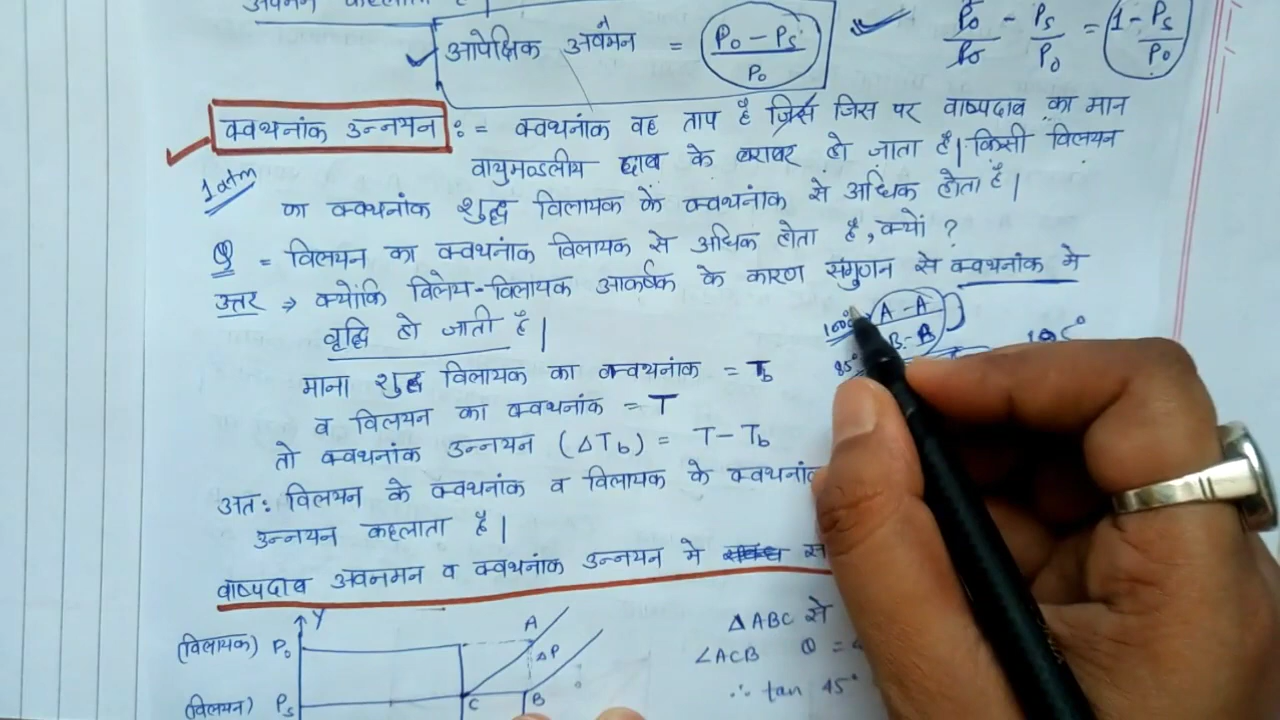 आपेक्षिक अवनमन = P₀ − Pₛ / P₀
P₀/P₀ − Pₛ/P₀ = 1 − Pₛ/P₀
क्वथनांक उन्नयन : = क्वथनांक वह ताप है जिस पर वाष्पदाब का मान
वायुमण्डलीय दाब के बराबर हो जाता है| किसी विलयन
1 atm
का क्वथनांक शुद्ध विलायक के क्वथनांक से अधिक होता है|
Q = विलयन का क्वथनांक विलायक से अधिक होता है, क्यों ?
उत्तर → क्योंकि विलेय-विलायक आकर्षक के कारण संगुणन से क्वथनांक मे
वृद्धि हो जाती है|
100° A – A
B – B
95°
माना शुद्ध विलायक का क्वथनांक = T_b
व विलयन का क्वथनांक = T
तो क्वथनांक उन्नयन (ΔT_b) = T – T_b
अतः विलयन के क्वथनांक व विलायक के
उन्नयन कहलाता है|
वाष्पदाब अवनमन व क्वथनांक उन्नयन मे
Y
(विलायक) P₀
A
ΔP
(विलयन) Pₛ
C
B
ΔABC से
∠ACB θ =
∴ tan 45°